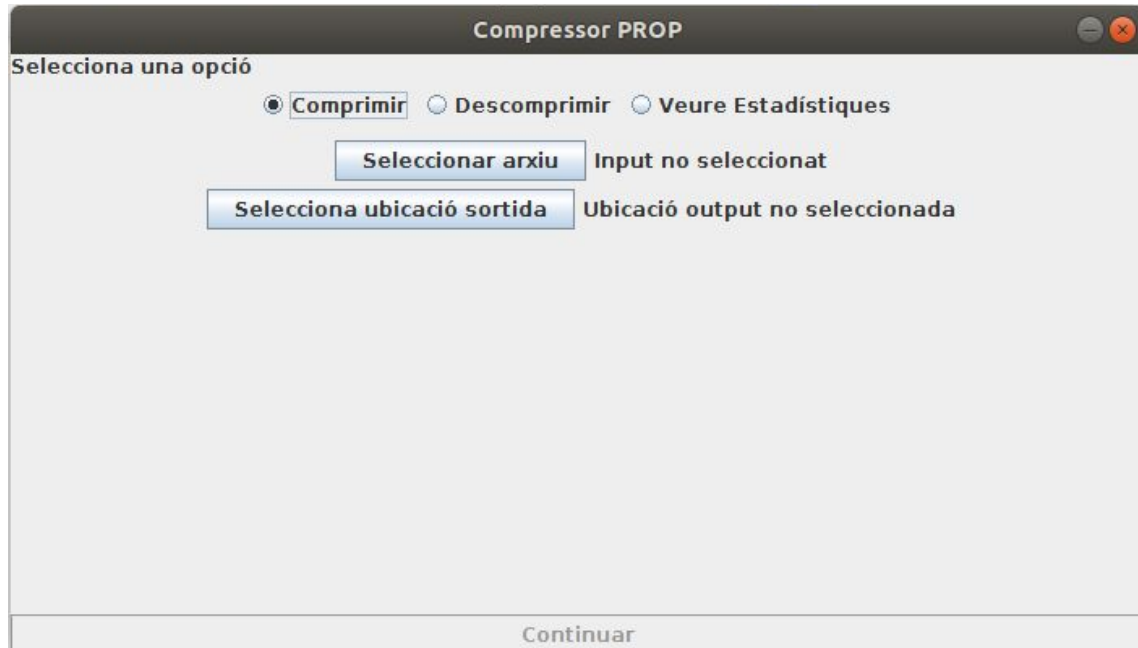 Compressor PROP
Selecciona una opció
Comprimir Descomprimir Veure Estadístiques
Seleccionar arxiu Input no seleccionat
Selecciona ubicació sortida Ubicació output no seleccionada
Continuar